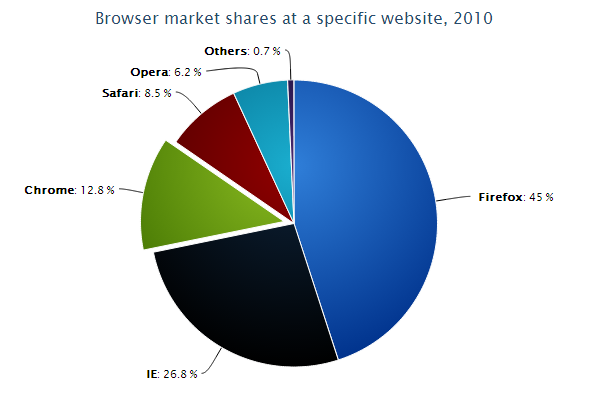 Browser market shares at a specific website, 2010
Others: 0.7 %
Opera: 6.2 %
Safari: 8.5 %
Chrome: 12.8 %
Firefox: 45 %
IE: 26.8 %